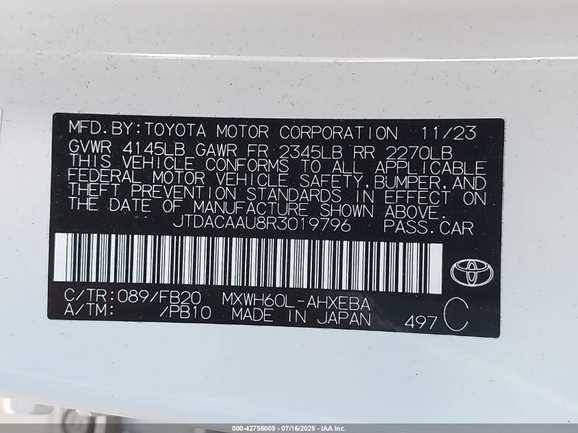 MFD.BY:TOYOTA MOTOR CORPORATION 11/23
GVWR 4145LB GAWR FR 2345LB RR 2270LB
THIS VEHICLE CONFORMS TO ALL APPLICABLE
FEDERAL MOTOR VEHICLE SAFETY,BUMPER,AND
THEFT PREVENTION STANDARDS IN EFFECT ON
THE DATE OF MANUFACTURE SHOWN ABOVE.
JTDACAAU8R3019796 PASS.CAR
C/TR:089/FB20 MXWH60L-AHXEBA
A/TM: /PB10 MADE IN JAPAN 497 C
000-42756009 - 07/16/2025 - IAA Inc.